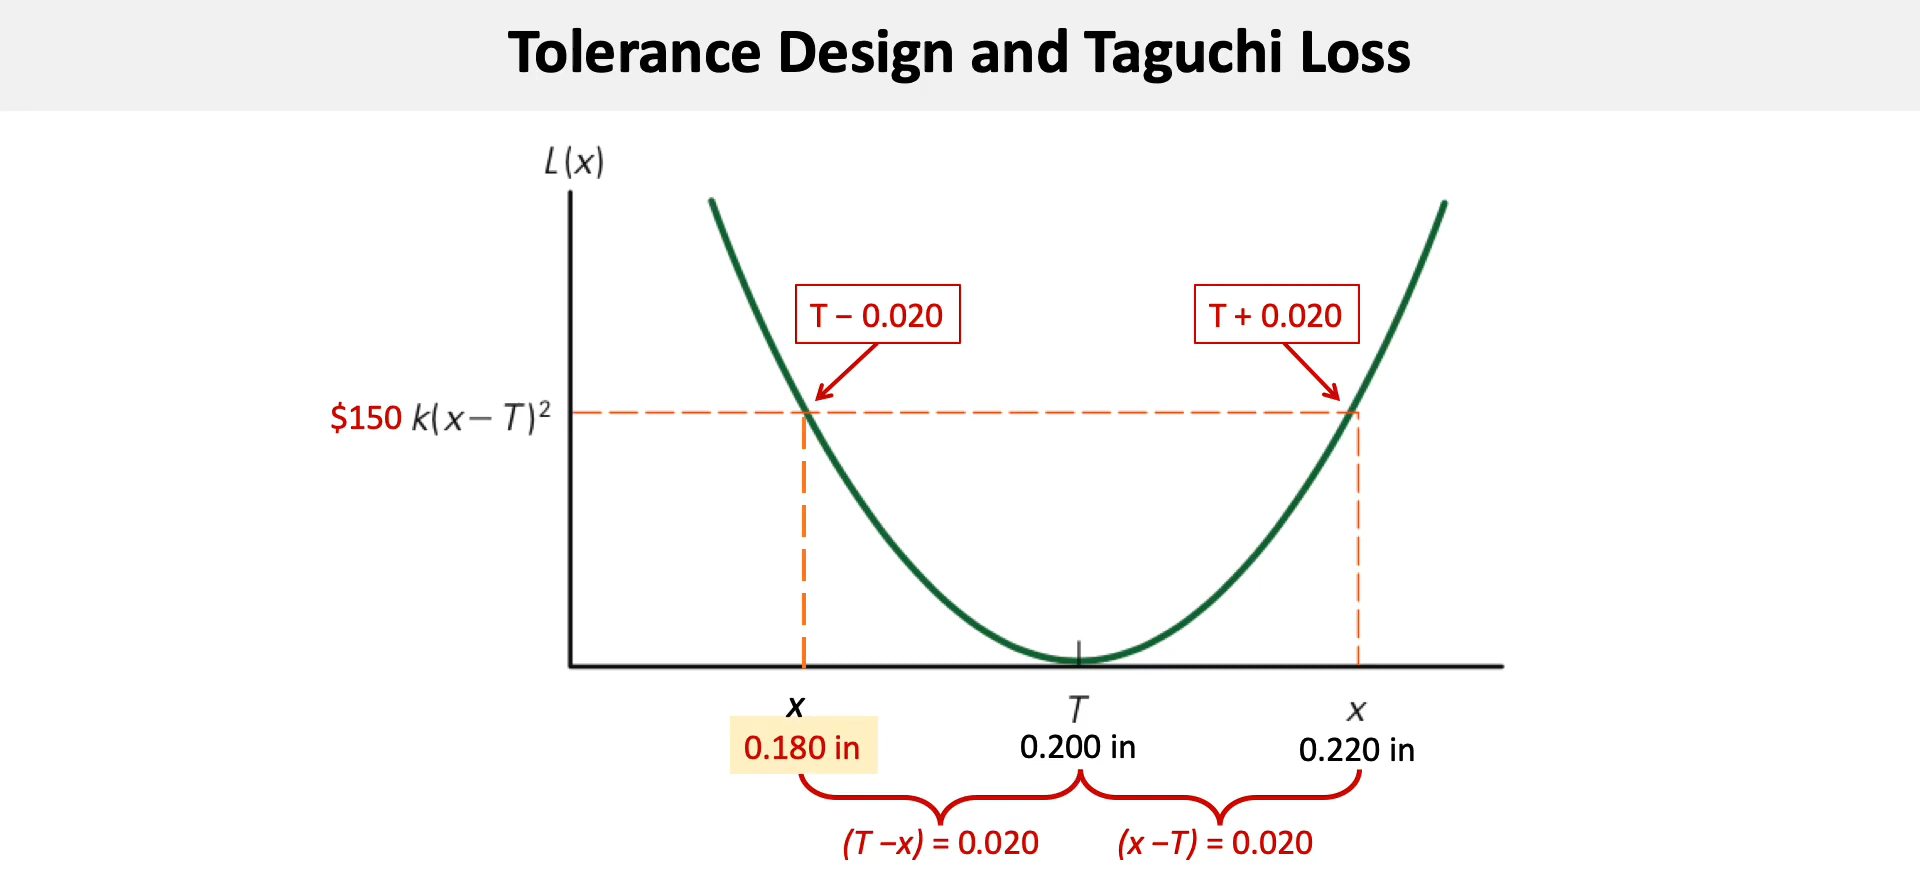 Tolerance Design and Taguchi Loss
L(x)
T – 0.020
T + 0.020
$150 k(x– T)²
x
T
x
0.180 in
0.200 in
0.220 in
(T –x) = 0.020
(x –T) = 0.020